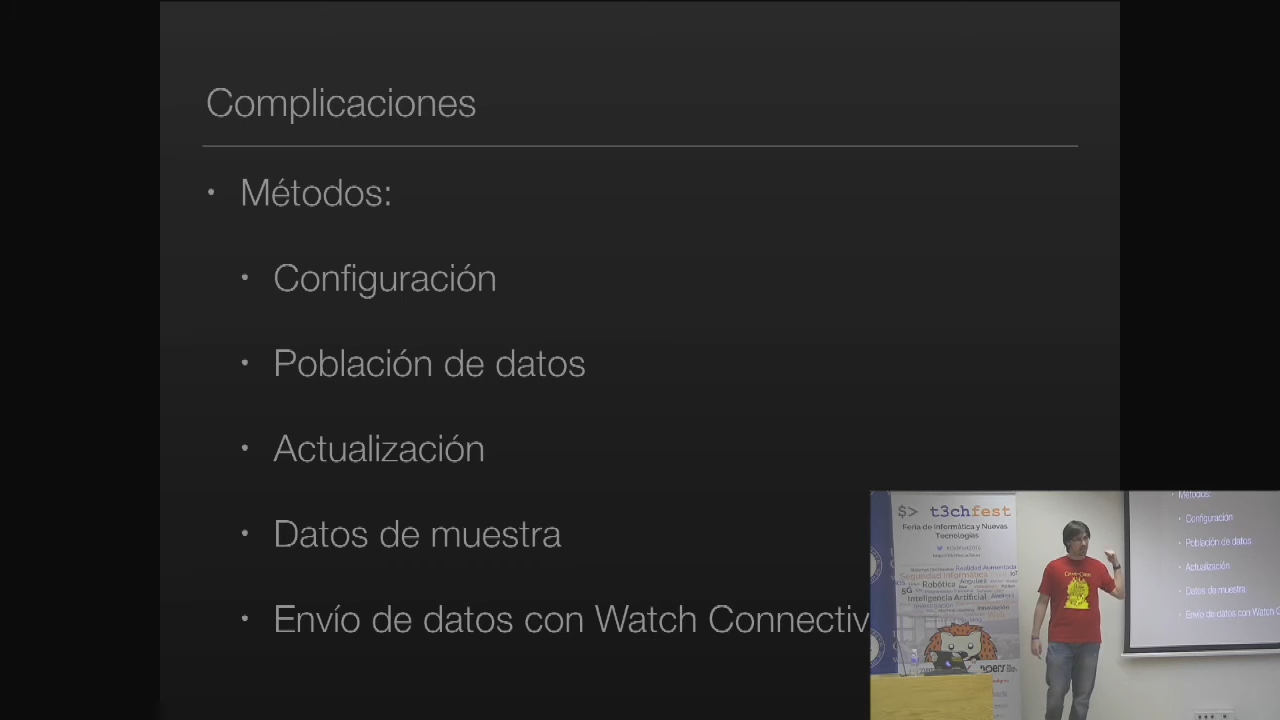 Complicaciones
• Métodos:
• Configuración
• Población de datos
• Actualización
• Datos de muestra
• Envío de datos con Watch Connectiv
$> t3chfest
Feria de Informática y Nuevas
Tecnologías
Realidad Aumentada
Seguridad Informática
Robótica
5G
Inteligencia Artificial
Innovación
Métodos:
• Configuración
• Población de datos
• Actualización
• Datos de muestra
• Envío de datos con Watch C